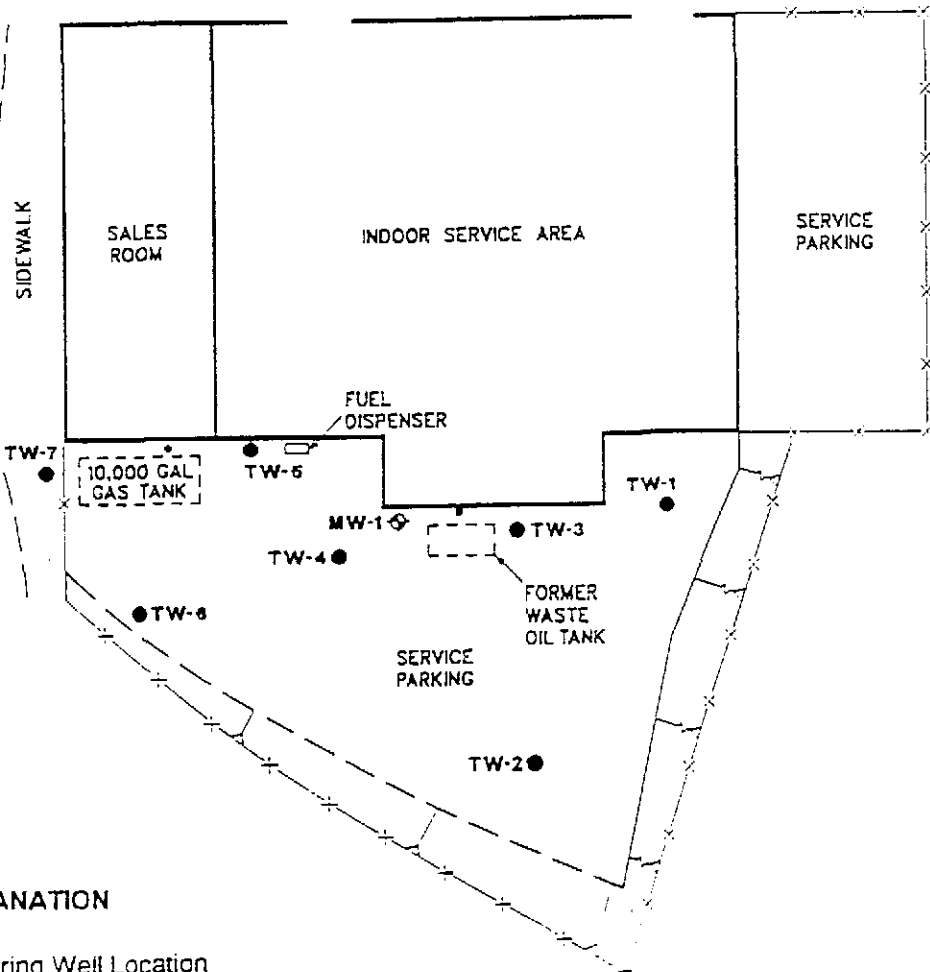 SIDEWALK
SALES
ROOM
INDOOR SERVICE AREA
SERVICE
PARKING
FUEL
DISPENSER
TW-7
10,000 GAL
GAS TANK
TW-5
TW-1
MW-1
TW-3
TW-4
FORMER
WASTE
OIL TANK
TW-6
SERVICE
PARKING
TW-2
ANATION
ring Well Location